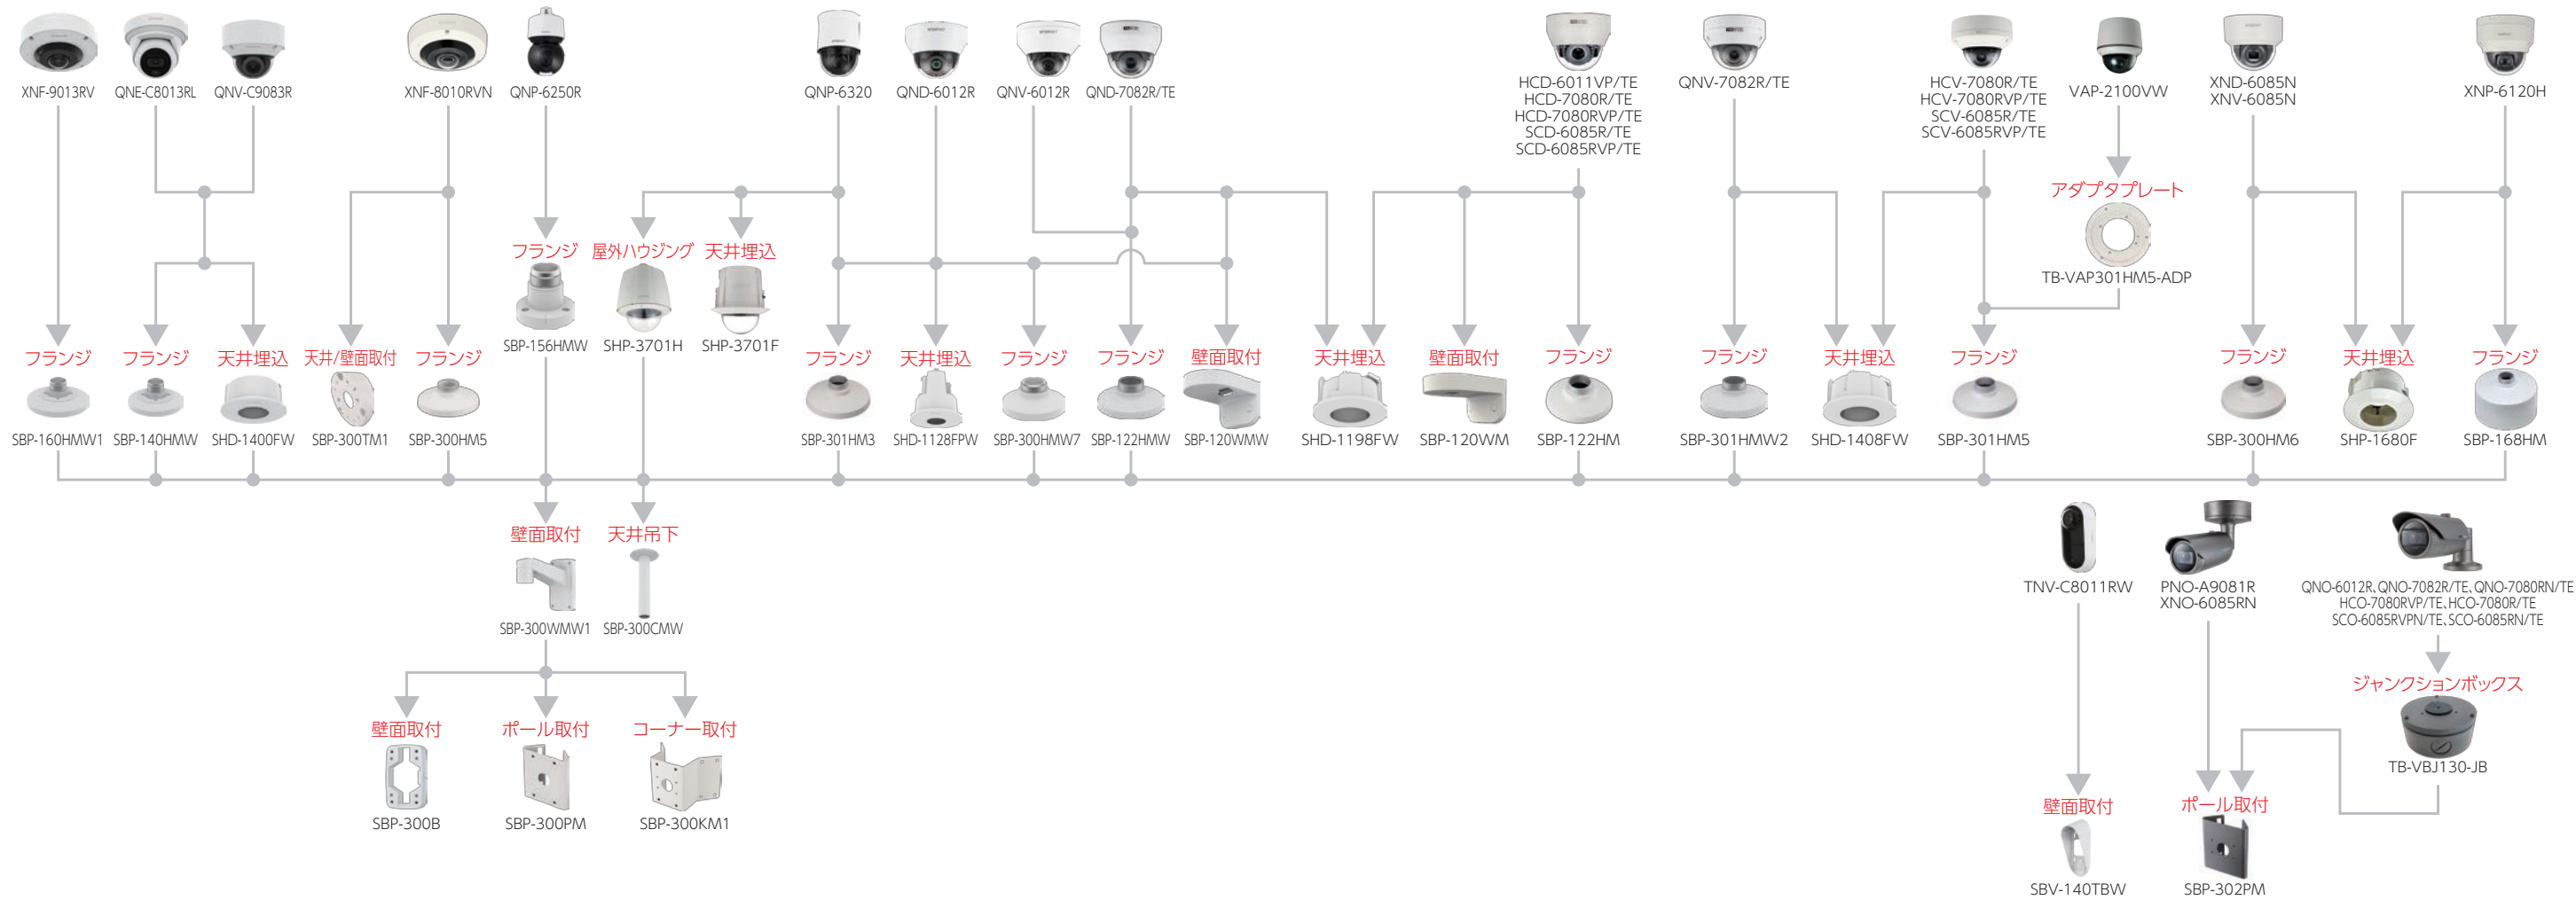 XNF-9013RV
QNE-C8013RL
QNV-C9083R
XNF-8010RVN
QNP-6250R
QNP-6320
QND-6012R
QNV-6012R
QND-7082R/TE
HCD-6011VP/TE
HCD-7080R/TE
HCD-7080RVP/TE
SCD-6085R/TE
SCD-6085RVP/TE
QNV-7082R/TE
HCV-7080R/TE
HCV-7080RVP/TE
SCV-6085R/TE
SCV-6085RVP/TE
VAP-2100VW
XND-6085N
XNV-6085N
XNP-6120H
アダプタプレート
TB-VAP301HM5-ADP
フランジ
SBP-156HMW
屋外ハウジング
SHP-3701H
天井埋込
SHP-3701F
フランジ
SBP-160HMW1
フランジ
SBP-140HMW
天井埋込
SHD-1400FW
天井/壁面取付
SBP-300TM1
フランジ
SBP-300HM5
フランジ
SBP-301HM3
天井埋込
SHD-1128FPW
フランジ
SBP-300HMW7
フランジ
SBP-122HMW
壁面取付
SBP-120WMW
天井埋込
SHD-1198FW
壁面取付
SBP-120WM
フランジ
SBP-122HM
フランジ
SBP-301HMW2
天井埋込
SHD-1408FW
フランジ
SBP-301HM5
フランジ
SBP-300HM6
天井埋込
SHP-1680F
フランジ
SBP-168HM
壁面取付
SBP-300WMW1
天井吊下
SBP-300CMW
壁面取付
SBP-300B
ポール取付
SBP-300PM
コーナー取付
SBP-300KM1
TNV-C8011RW
PNO-A9081R
XNO-6085RN
QNO-6012R、QNO-7082R/TE、QNO-7080RN/TE
HCO-7080RVP/TE、HCO-7080R/TE
SCO-6085RVPN/TE、SCO-6085RN/TE
ジャンクションボックス
TB-VBJ130-JB
壁面取付
SBV-140TBW
ポール取付
SBP-302PM